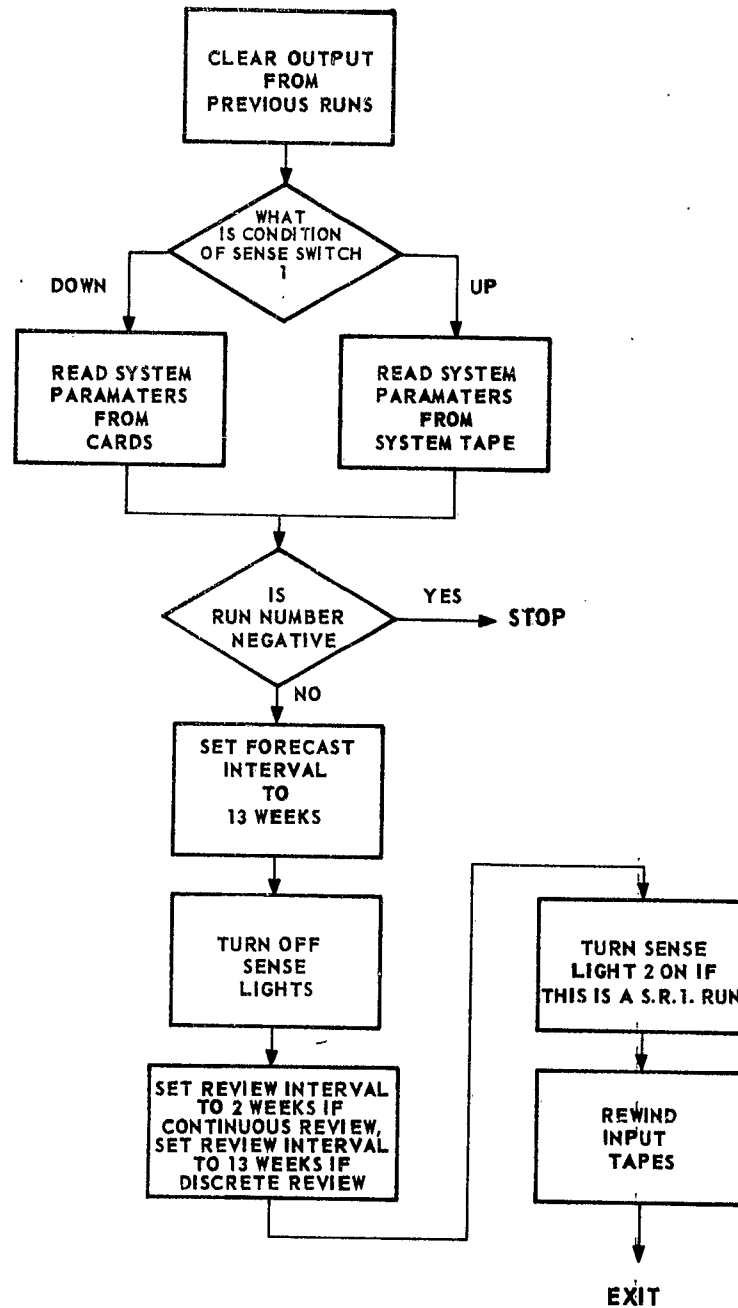 CLEAR OUTPUT
FROM
PREVIOUS RUNS
WHAT
IS CONDITION
OF SENSE SWITCH
1
DOWN
UP
READ SYSTEM
PARAMATERS
FROM
CARDS
READ SYSTEM
PARAMATERS
FROM
SYSTEM TAPE
IS
RUN NUMBER
NEGATIVE
YES
STOP
NO
SET FORECAST
INTERVAL
TO
13 WEEKS
TURN OFF
SENSE
LIGHTS
SET REVIEW INTERVAL
TO 2 WEEKS IF
CONTINUOUS REVIEW,
SET REVIEW INTERVAL
TO 13 WEEKS IF
DISCRETE REVIEW
TURN SENSE
LIGHT 2 ON IF
THIS IS A S.R.I. RUN
REWIND
INPUT
TAPES
EXIT